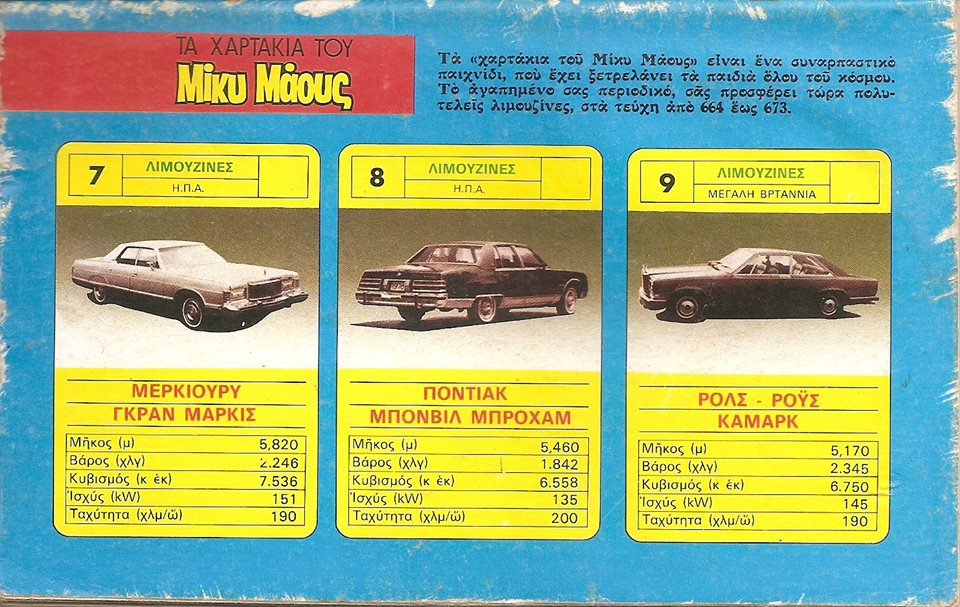 ΤΑ ΧΑΡΤΑΚΙΑ ΤΟΥ
Μίκυ Μάους
Τὰ «χαρτάκια τοῦ Μίκυ Μάους» εἶναι ἕνα συναρπαστικὸ
παιχνίδι, ποὺ ἔχει ξετρελάνει τὰ παιδιὰ ὅλου τοῦ κόσμου.
Τὸ ἀγαπημένο σας περιοδικό, σᾶς προσφέρει τώρα πολυ-
τελεῖς λιμουζίνες, στὰ τεύχη ἀπὸ 664 ἕως 673.
7
ΛΙΜΟΥΖΙΝΕΣ
Η.Π.Α.
ΜΕΡΚΙΟΥΡΥ
ΓΚΡΑΝ ΜΑΡΚΙΣ
Μῆκος (μ) 5,820
Βάρος (χλγ) 2.246
Κυβισμός (κ ἑκ) 7.536
Ἰσχύς (kW) 151
Ταχύτητα (χλμ/ὥ) 190
8
ΛΙΜΟΥΖΙΝΕΣ
Η.Π.Α.
ΠΟΝΤΙΑΚ
ΜΠΟΝΒΙΛ ΜΠΡΟΧΑΜ
Μῆκος (μ) 5,460
Βάρος (χλγ) 1.842
Κυβισμός (κ ἑκ) 6.558
Ἰσχύς (kW) 135
Ταχύτητα (χλμ/ὥ) 200
9
ΛΙΜΟΥΖΙΝΕΣ
ΜΕΓΑΛΗ ΒΡΤΑΝΝΙΑ
ΡΟΛΣ - ΡΟΫΣ
ΚΑΜΑΡΚ
Μῆκος (μ) 5,170
Βάρος (χλγ) 2.345
Κυβισμός (κ ἑκ) 6.750
Ἰσχύς (kW) 145
Ταχύτητα (χλμ/ὥ) 190